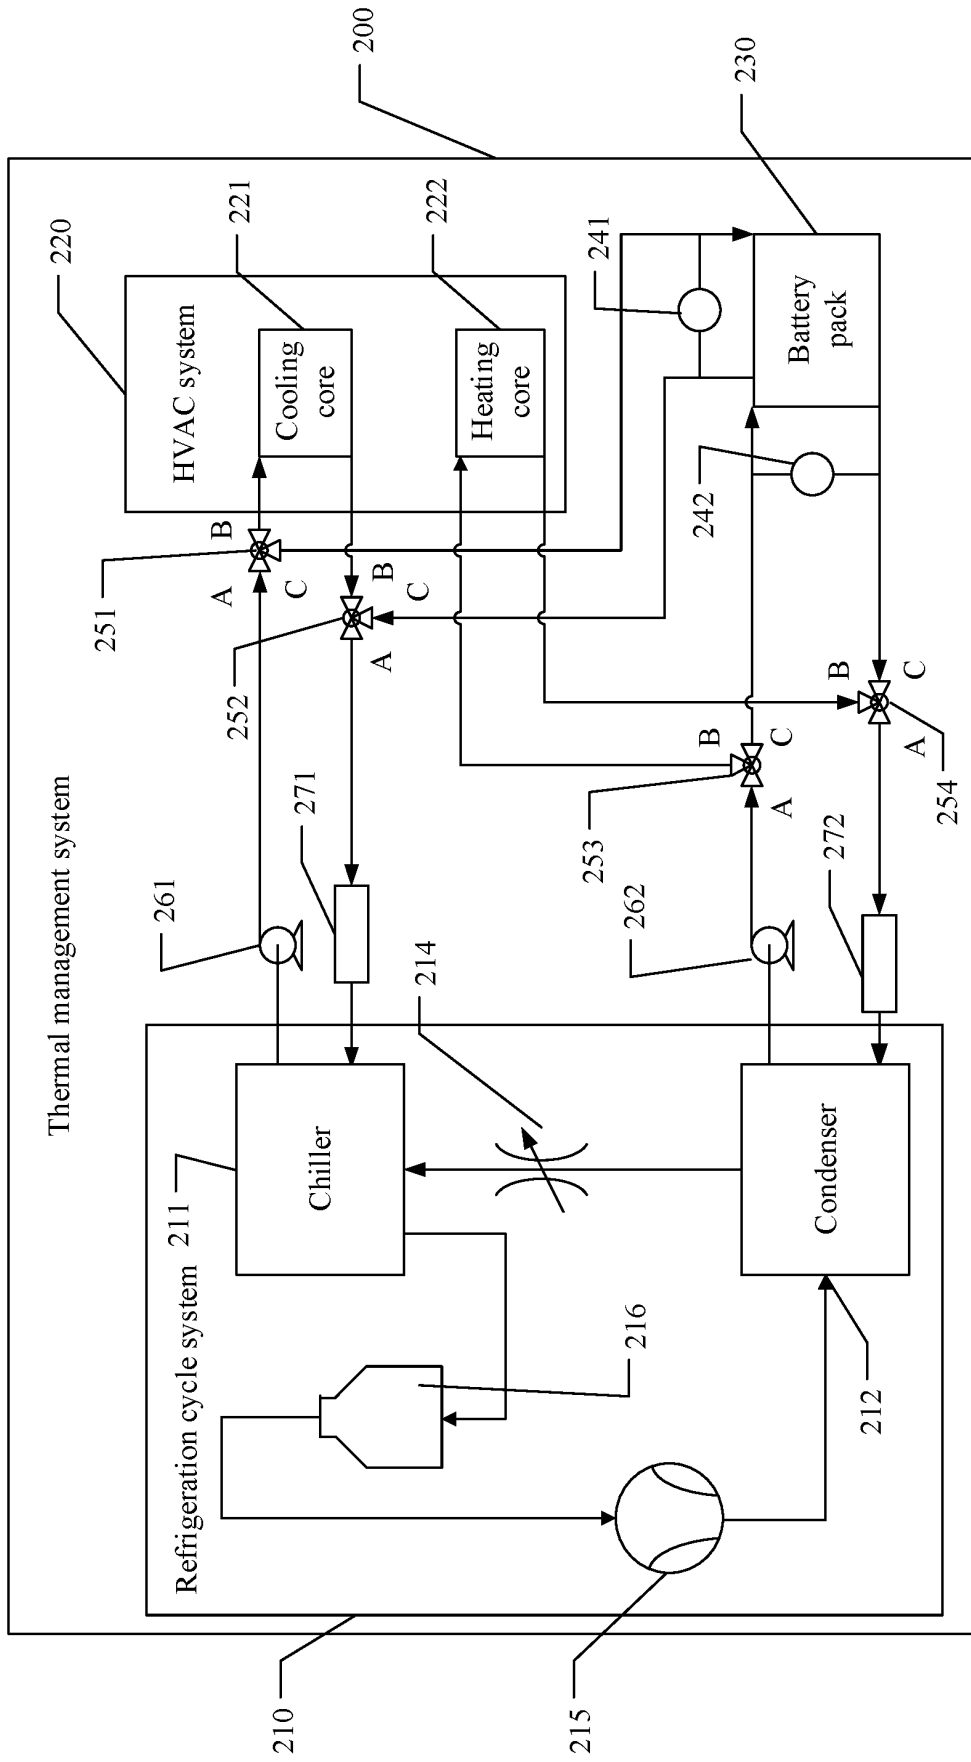 Thermal management system
200
210
Refrigeration cycle system
211
Chiller
216
214
215
Condenser
212
261
271
262
272
220
HVAC system
221
Cooling
core
222
Heating
core
251
A
B
C
252
B
C
A
253
B
C
A
254
B
C
A
241
242
230
Battery
pack